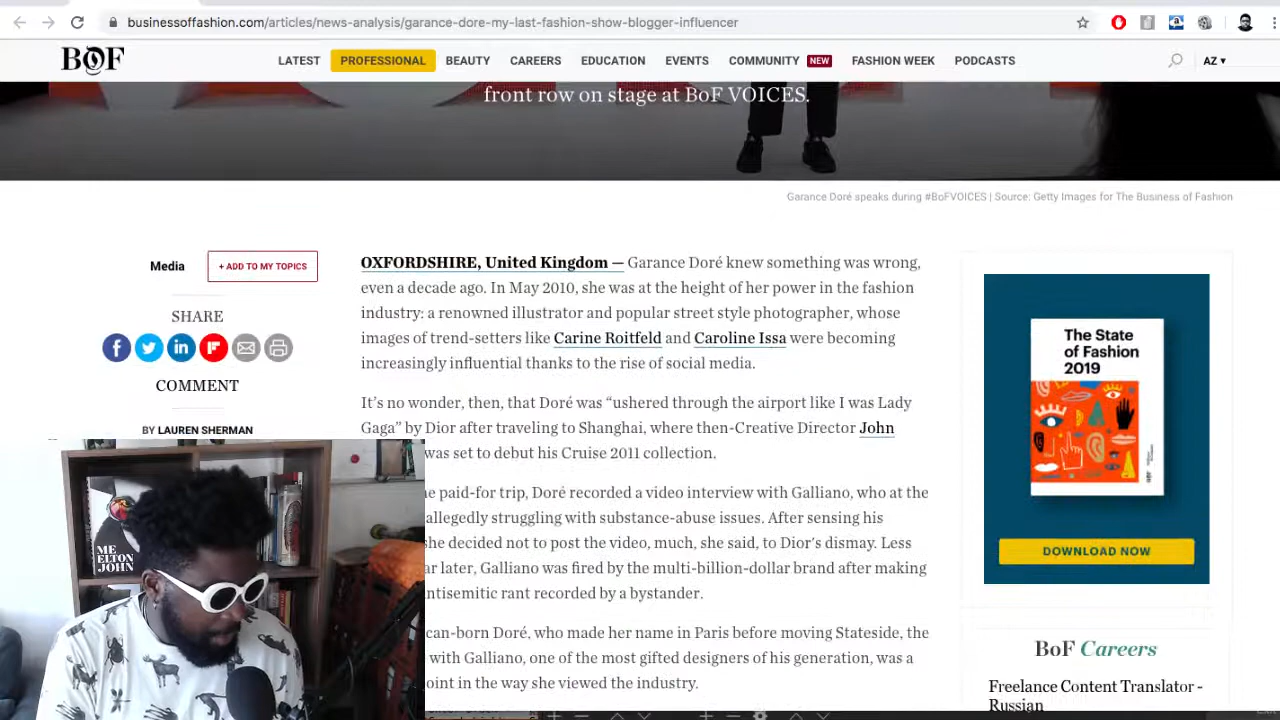 businessoffashion.com/articles/news-analysis/garance-dore-my-last-fashion-show-blogger-influencer
BOF
LATEST PROFESSIONAL BEAUTY CAREERS EDUCATION EVENTS COMMUNITY NEW FASHION WEEK PODCASTS AZ
front row on stage at BoF VOICES.
Garance Doré speaks during #BoFVOICES | Source: Getty Images for The Business of Fashion
Media
+ ADD TO MY TOPICS
SHARE
COMMENT
BY LAUREN SHERMAN
OXFORDSHIRE, United Kingdom — Garance Doré knew something was wrong,
even a decade ago. In May 2010, she was at the height of her power in the fashion
industry: a renowned illustrator and popular street style photographer, whose
images of trend-setters like Carine Roitfeld and Caroline Issa were becoming
increasingly influential thanks to the rise of social media.
It's no wonder, then, that Doré was “ushered through the airport like I was Lady
Gaga” by Dior after traveling to Shanghai, where then-Creative Director John
was set to debut his Cruise 2011 collection.
paid-for trip, Doré recorded a video interview with Galliano, who at the
allegedly struggling with substance-abuse issues. After sensing his
she decided not to post the video, much, she said, to Dior's dismay. Less
later, Galliano was fired by the multi-billion-dollar brand after making
antisemitic rant recorded by a bystander.
can-born Doré, who made her name in Paris before moving Stateside, the
with Galliano, one of the most gifted designers of his generation, was a
oint in the way she viewed the industry.
The State
of Fashion
2019
DOWNLOAD NOW
BoF Careers
Freelance Content Translator -
Russian
ME
ELTON
JOHN